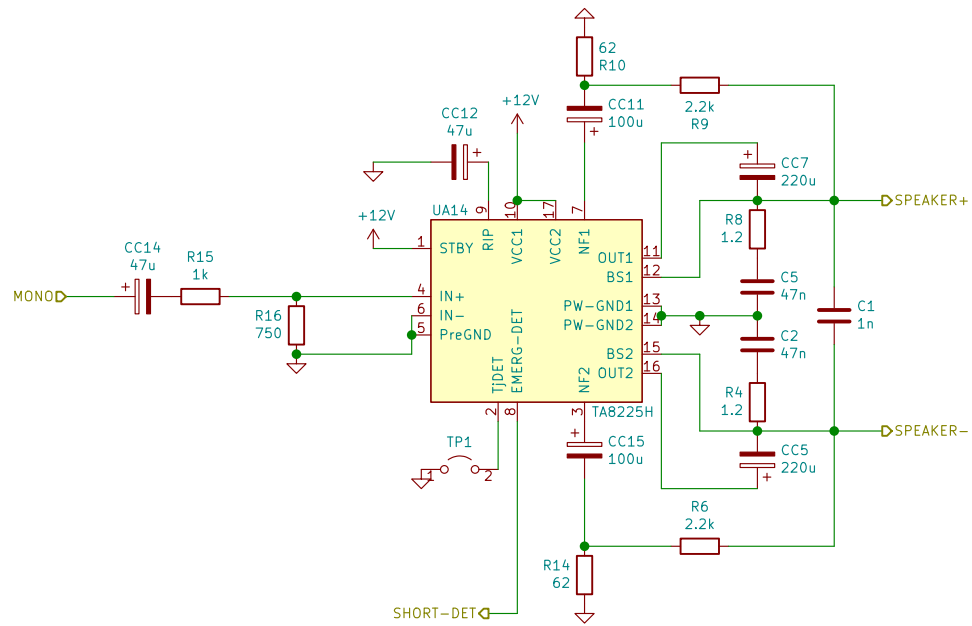 62
R10
2.2k
R9
CC11
100u
+
+12V
CC12
47u
+
+
CC7
220u
SPEAKER+
UA14
9
10
17
7
+12V
1
STBY
RIP
VCC1
VCC2
NF1
R8
1.2
OUT1
11
BS1
12
CC14
47u
+
R15
1k
C5
47n
MONO
4
IN+
R16
750
6
IN-
5
PreGND
PW-GND1
13
PW-GND2
14
C1
1n
C2
47n
TjDET
EMERG-DET
NF2
BS2
15
OUT2
16
R4
1.2
2
8
3
TA8225H
SPEAKER-
+
CC15
100u
CC5
220u
+
TP1
1
2
R6
2.2k
R14
62
SHORT-DET